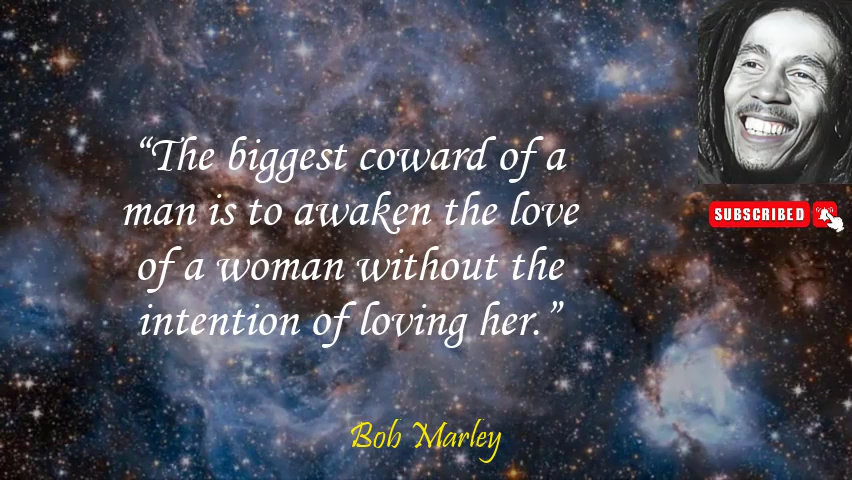 “The biggest coward of a
man is to awaken the love
of a woman without the
intention of loving her.”
SUBSCRIBED
Bob Marley